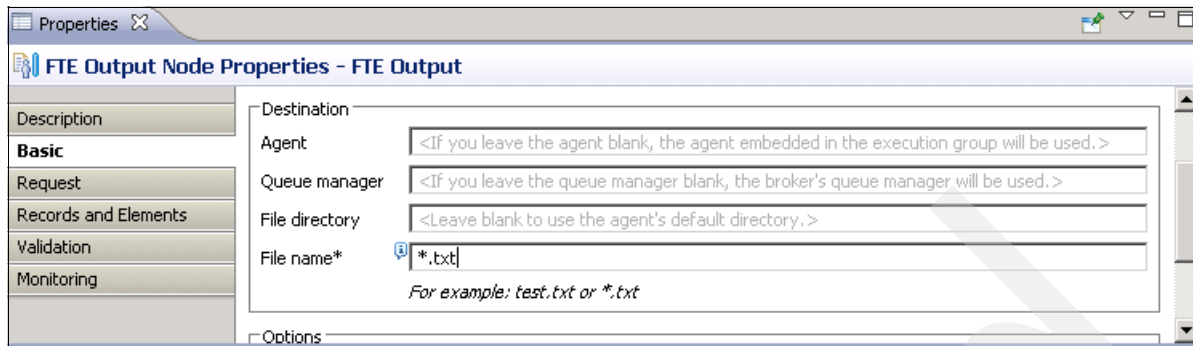 Properties
FTE Output Node Properties - FTE Output
Description
Basic
Request
Records and Elements
Validation
Monitoring
Destination
Agent <If you leave the agent blank, the agent embedded in the execution group will be used.>
Queue manager <If you leave the queue manager blank, the broker's queue manager will be used.>
File directory <Leave blank to use the agent's default directory.>
File name* *.txt
For example: test.txt or *.txt
Options